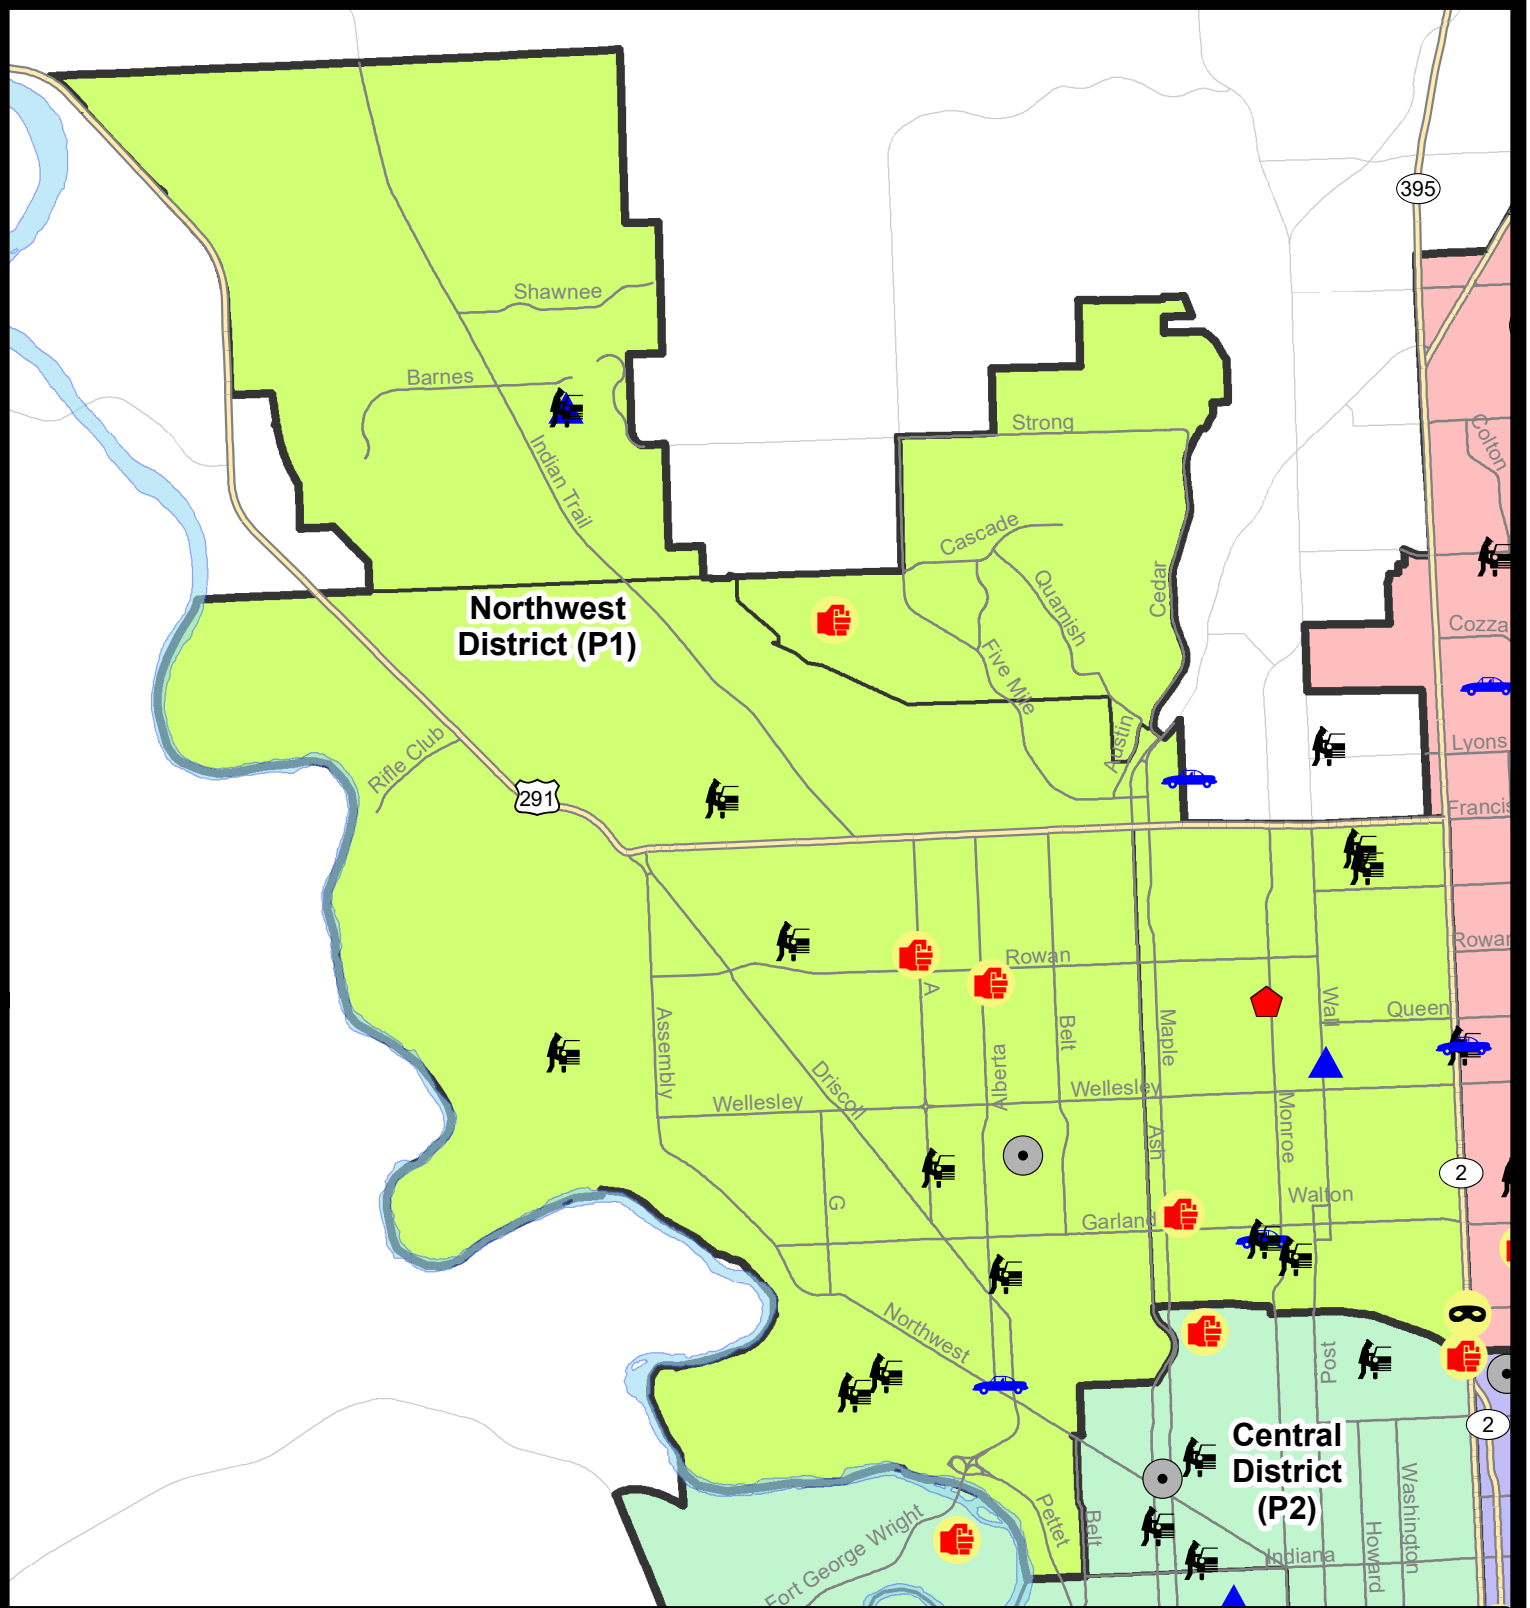 395
Shawnee
Barnes
Indian Trail
Strong
Colton
Cascade
Quamish
Cedar
Five Mile
Northwest
District (P1)
Cozza
Austin
Lyons
Rifle Club
291
Francis
Rowan
Rowan
A
Wall
Queen
Assembly
Belt
Maple
Alberta
Driscoll
Wellesley
Wellesley
Monroe
Ash
2
G
Walton
Garland
Northwest
Post
2
Central
District
(P2)
Washington
Howard
Pettet
Belt
Fort George Wright
Indiana